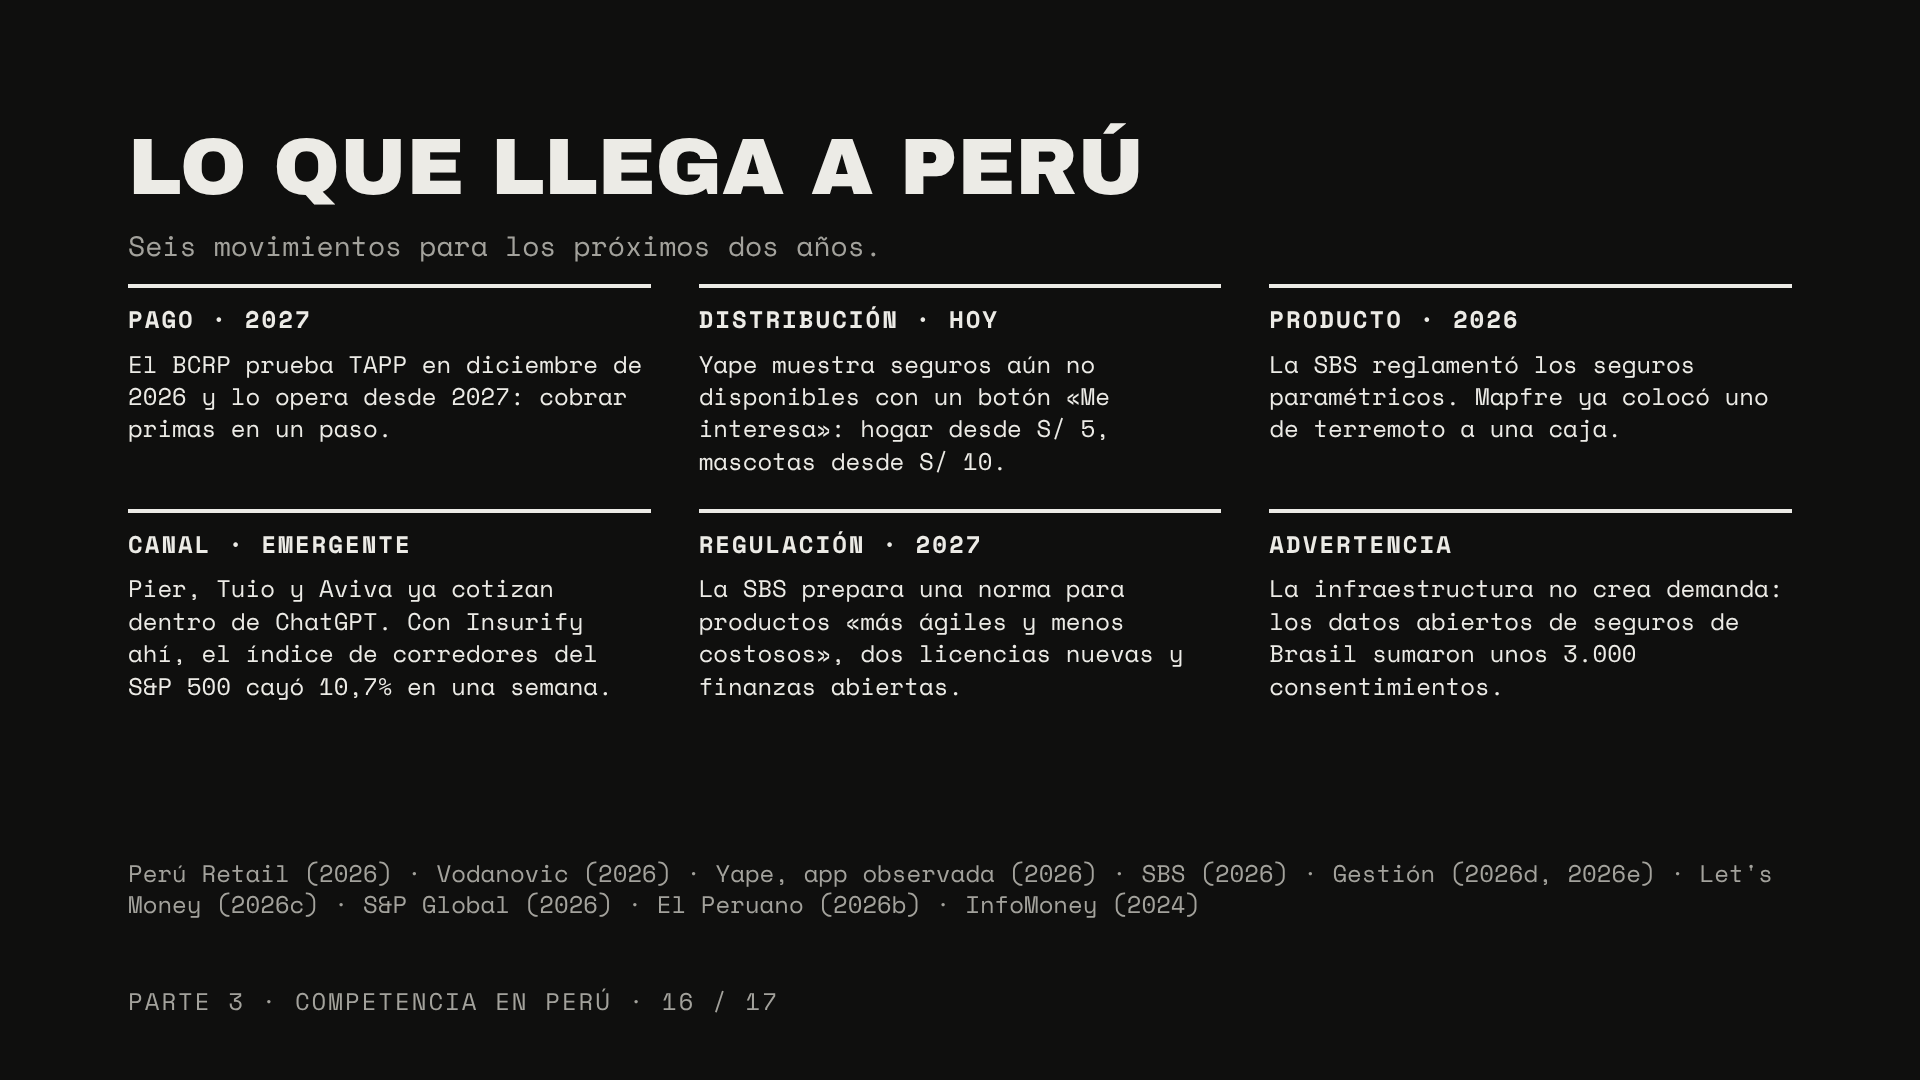 LO QUE LLEGA A PERÚ
Seis movimientos para los próximos dos años.
PAGO · 2027
El BCRP prueba TAPP en diciembre de
2026 y lo opera desde 2027: cobrar
primas en un paso.
DISTRIBUCIÓN · HOY
Yape muestra seguros aún no
disponibles con un botón «Me
interesa»: hogar desde S/ 5,
mascotas desde S/ 10.
PRODUCTO · 2026
La SBS reglamentó los seguros
paramétricos. Mapfre ya colocó uno
de terremoto a una caja.
CANAL · EMERGENTE
Pier, Tuio y Aviva ya cotizan
dentro de ChatGPT. Con Insurify
ahí, el índice de corredores del
S&P 500 cayó 10,7% en una semana.
REGULACIÓN · 2027
La SBS prepara una norma para
productos «más ágiles y menos
costosos», dos licencias nuevas y
finanzas abiertas.
ADVERTENCIA
La infraestructura no crea demanda:
los datos abiertos de seguros de
Brasil sumaron unos 3.000
consentimientos.
Perú Retail (2026) · Vodanovic (2026) · Yape, app observada (2026) · SBS (2026) · Gestión (2026d, 2026e) · Let's
Money (2026c) · S&P Global (2026) · El Peruano (2026b) · InfoMoney (2024)
PARTE 3 · COMPETENCIA EN PERÚ · 16 / 17